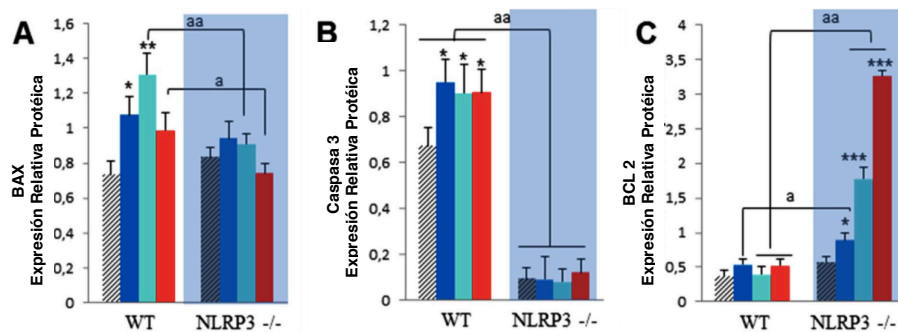 A
BAX
Expresión Relativa Protéica
1,6
1,4
1,2
1
0,8
0,6
0,4
0,2
0
*
**
aa
a
WT
NLRP3 -/-
B
Caspasa 3
Expresión Relativa Protéica
1,2
1
0,8
0,6
0,4
0,2
0
*
*
*
aa
WT
NLRP3 -/-
C
BCL 2
Expresión Relativa Protéica
4
3,5
3
2,5
2
1,5
1
0,5
0
aa
a
*
***
***
WT
NLRP3 -/-